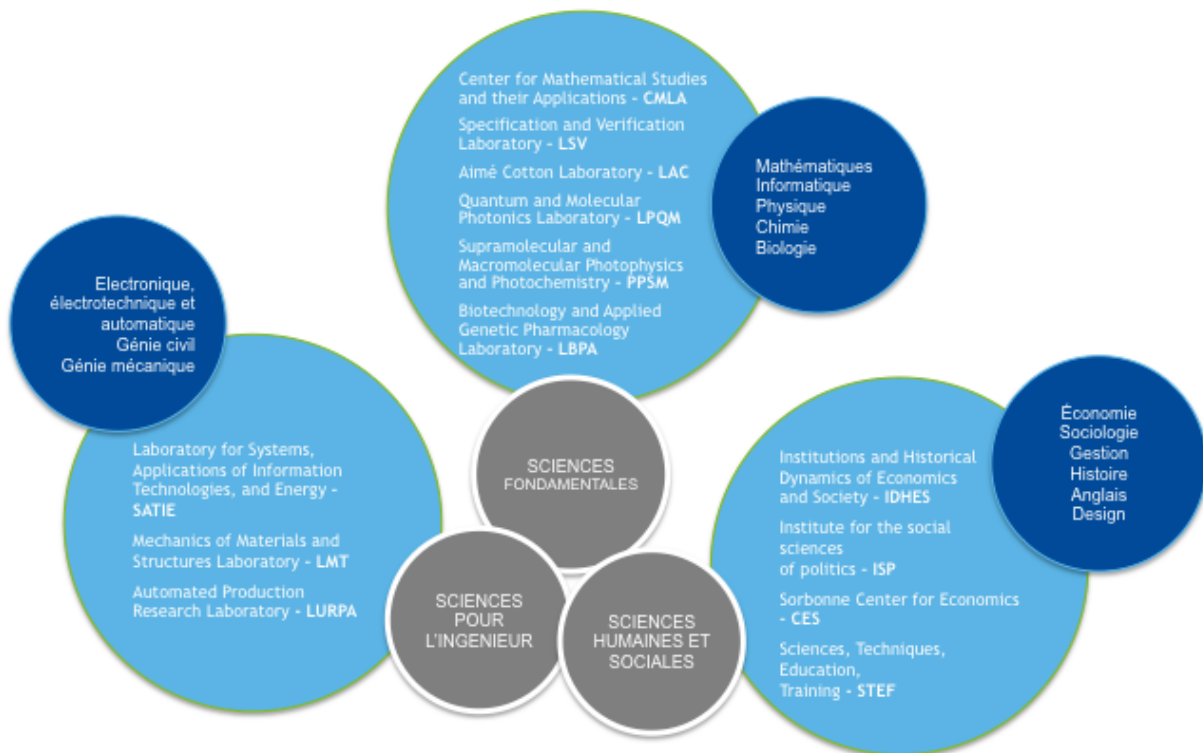 Center for Mathematical Studies
and their Applications - CMLA
Specification and Verification
Laboratory - LSV
Aimé Cotton Laboratory - LAC
Quantum and Molecular
Photonics Laboratory - LPQM
Supramolecular and
Macromolecular Photophysics
and Photochemistry - PPSM
Biotechnology and Applied
Genetic Pharmacology
Laboratory - LBPA
Mathématiques
Informatique
Physique
Chimie
Biologie
Electronique,
électrotechnique et
automatique
Génie civil
Génie mécanique
Laboratory for Systems,
Applications of Information
Technologies, and Energy -
SATIE
Mechanics of Materials and
Structures Laboratory - LMT
Automated Production
Research Laboratory - LURPA
SCIENCES
FONDAMENTALES
SCIENCES
POUR
L'INGENIEUR
SCIENCES
HUMAINES ET
SOCIALES
Économie
Sociologie
Gestion
Histoire
Anglais
Design
Institutions and Historical
Dynamics of Economics
and Society - IDHES
Institute for the social
sciences
of politics - ISP
Sorbonne Center for Economics
- CES
Sciences, Techniques,
Education,
Training - STEF